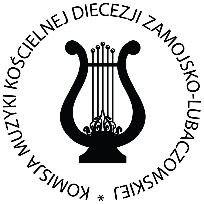 KOMISJA MUZYKI KOŚCIELNEJ DIECEZJI ZAMOJSKO-LUBACZOWSKIEJ *